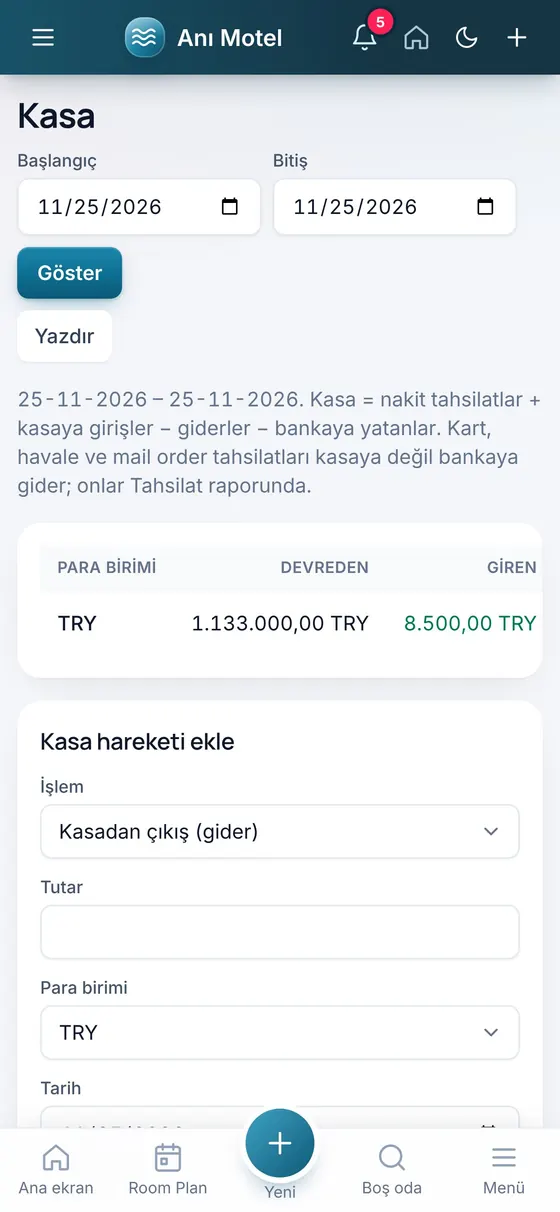 Anı Motel
5
Kasa
Başlangıç
Bitiş
11/25/2026
11/25/2026
Göster
Yazdır
25-11-2026 – 25-11-2026. Kasa = nakit tahsilatlar +
kasaya girişler − giderler − bankaya yatanlar. Kart,
havale ve mail order tahsilatları kasaya değil bankaya
gider; onlar Tahsilat raporunda.
PARA BİRİMİ DEVREDEN GİREN
TRY 1.133.000,00 TRY 8.500,00 TRY
Kasa hareketi ekle
İşlem
Kasadan çıkış (gider)
Tutar
Para birimi
TRY
Tarih
Ana ekran
Room Plan
Yeni
Boş oda
Menü